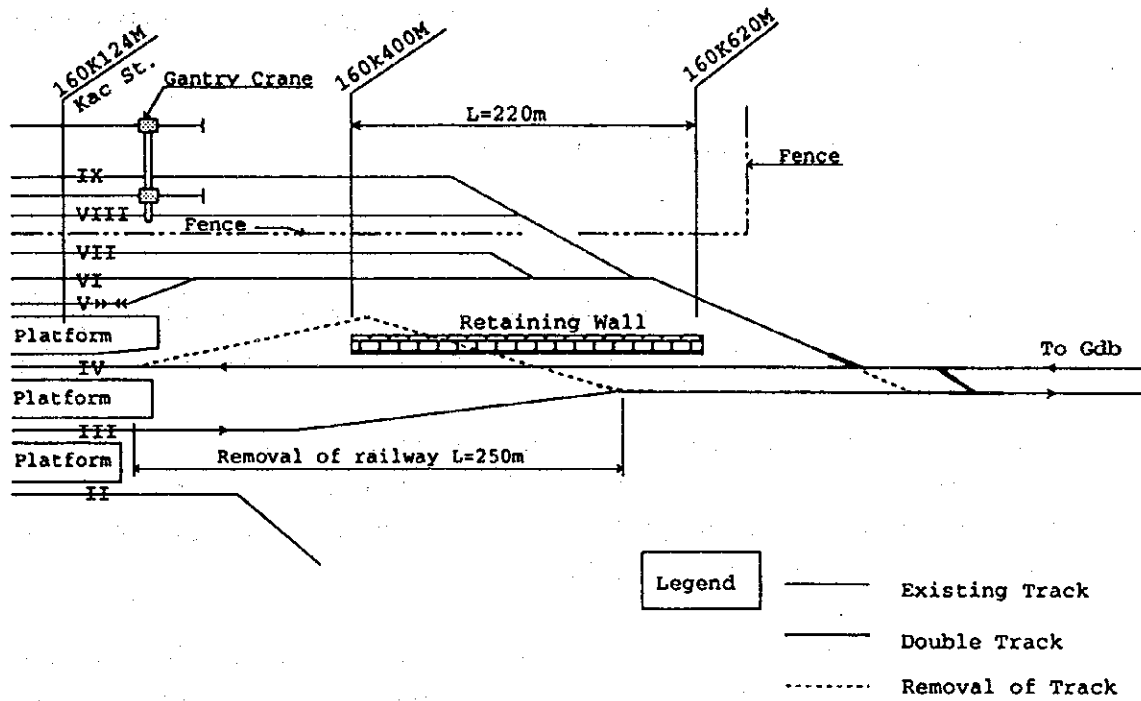 160K124M
Kac St.
Gantry Crane
160k400M
160K620M
L=220m
Fence
IX
VIII
Fence
VII
VI
V
Platform
Retaining Wall
To Gdb
IV
Platform
III
Removal of railway L=250m
Platform
II
Legend
Existing Track
Double Track
Removal of Track